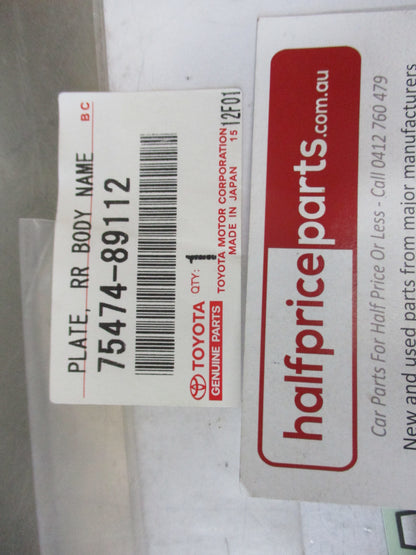 BC
PLATE, RR BODY NAME
75474-89112
TOYOTA
GENUINE PARTS
QTY: 1
TOYOTA MOTOR CORPORATION
MADE IN JAPAN 15
12F01
halfpriceparts.com.au
Car Parts For Half Price Or Less - Call 0412 760 479
New and used parts from major manufacturers